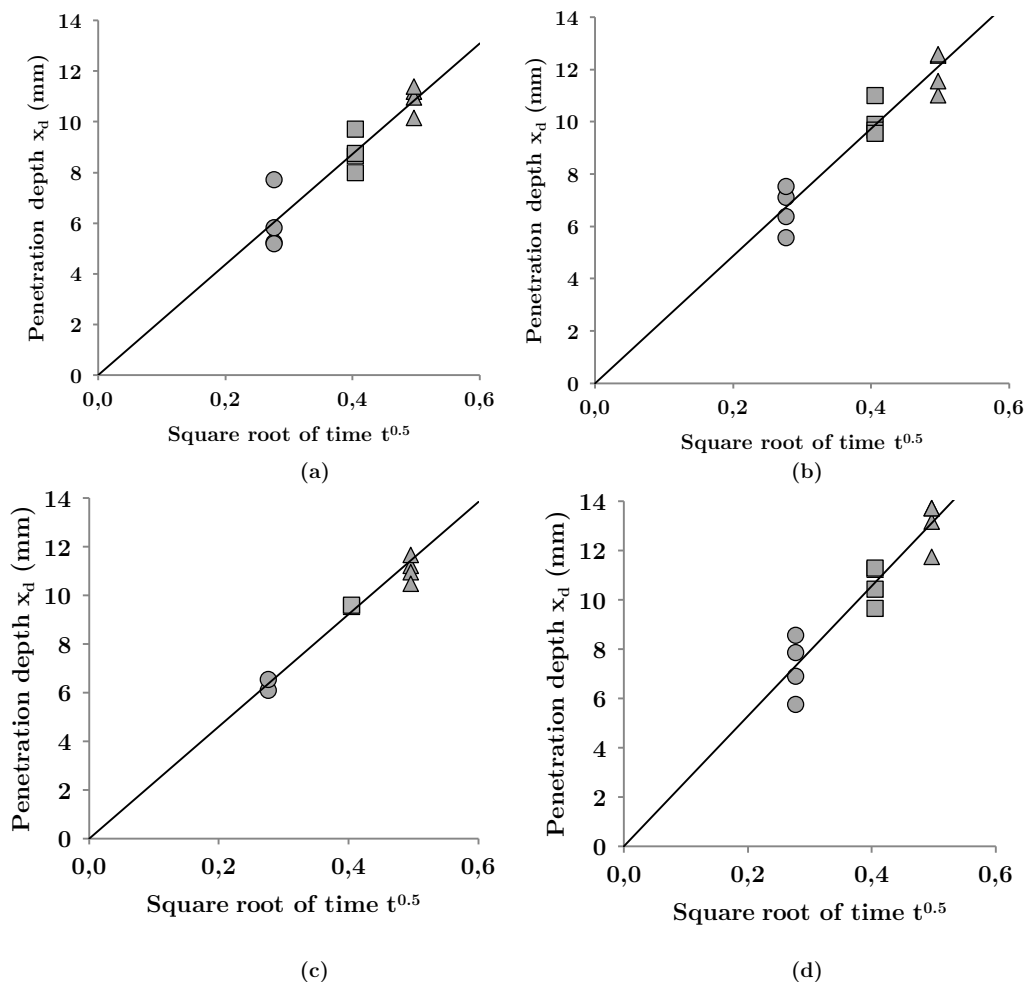 14
12
10
8
6
4
2
0
Penetration depth x_d (mm)
0,0 0,2 0,4 0,6
Square root of time t^0.5
(a)
14
12
10
8
6
4
2
0
Penetration depth x_d (mm)
0,0 0,2 0,4 0,6
Square root of time t^0.5
(b)
14
12
10
8
6
4
2
0
Penetration depth x_d (mm)
0,0 0,2 0,4 0,6
Square root of time t^0.5
(c)
14
12
10
8
6
4
2
0
Penetration depth x_d (mm)
0,0 0,2 0,4 0,6
Square root of time t^0.5
(d)